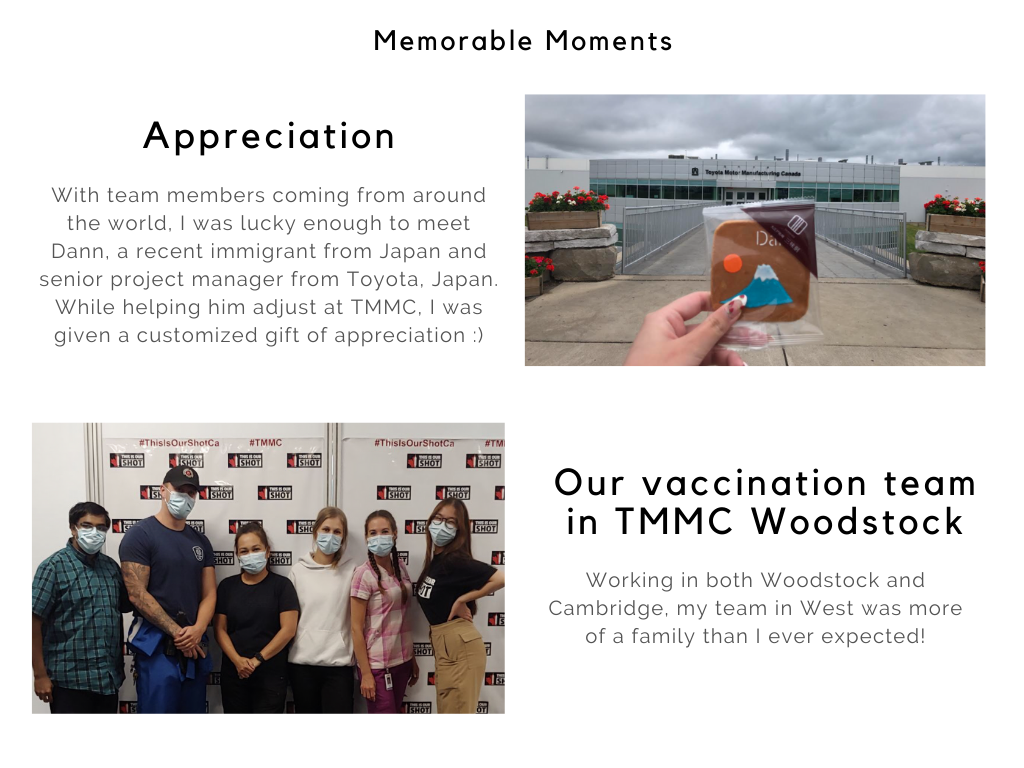 Memorable Moments
Appreciation
With team members coming from around
the world, I was lucky enough to meet
Dann, a recent immigrant from Japan and
senior project manager from Toyota, Japan.
While helping him adjust at TMMC, I was
given a customized gift of appreciation :)
Toyota Motor Manufacturing Canada
#ThisIsOurShotCa #TMMC #ThisIsOurShotCa
THIS IS OUR
SHOT
Our vaccination team
in TMMC Woodstock
Working in both Woodstock and
Cambridge, my team in West was more
of a family than I ever expected!